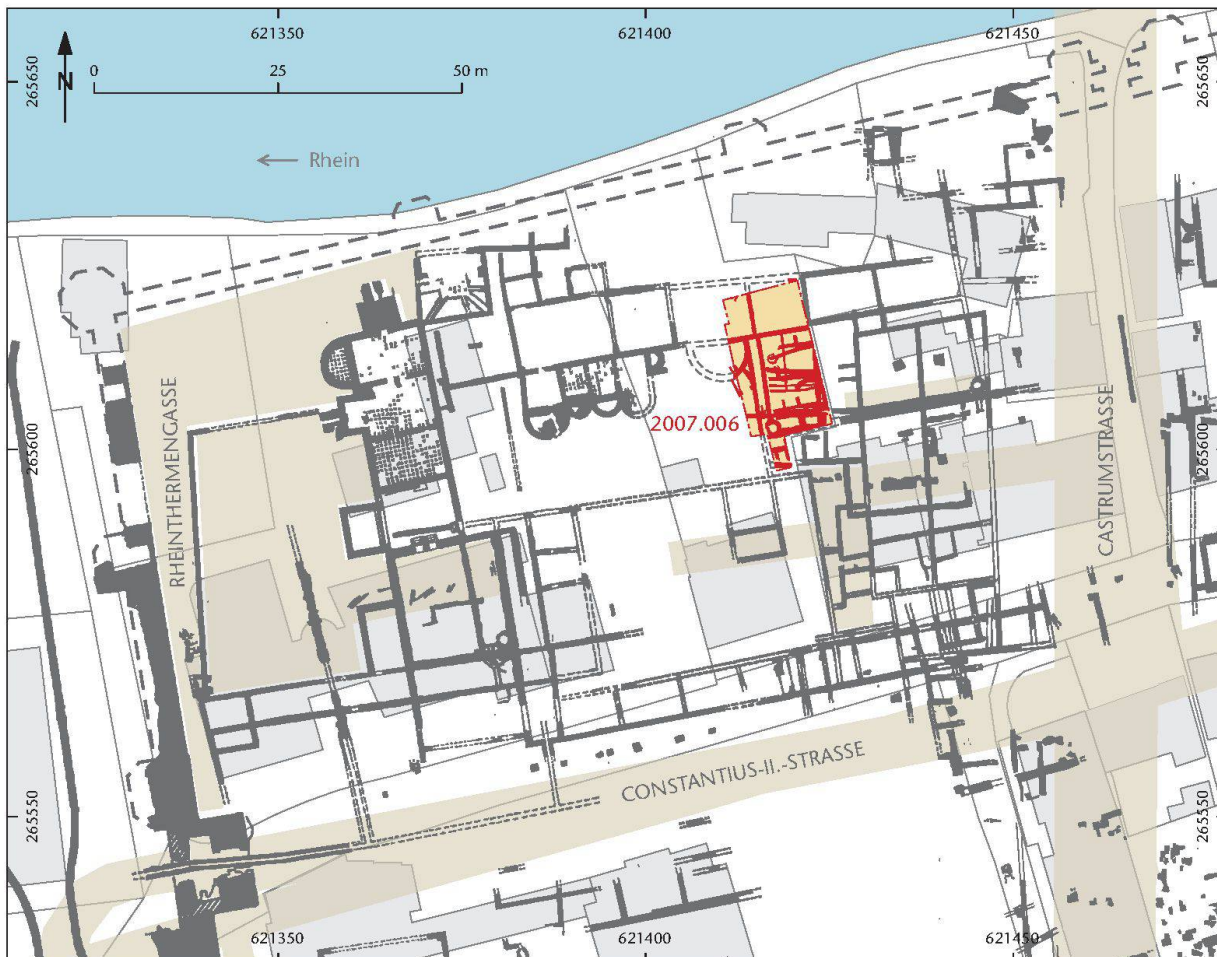 621350
621400
621450
265650
N
0
25
50 m
265650
← Rhein
2007.006
RHEINTHERMENGASSE
CASTRUMSTRASSE
265600
265600
CONSTANTIUS-II.-STRASSE
265550
265550
621350
621400
621450